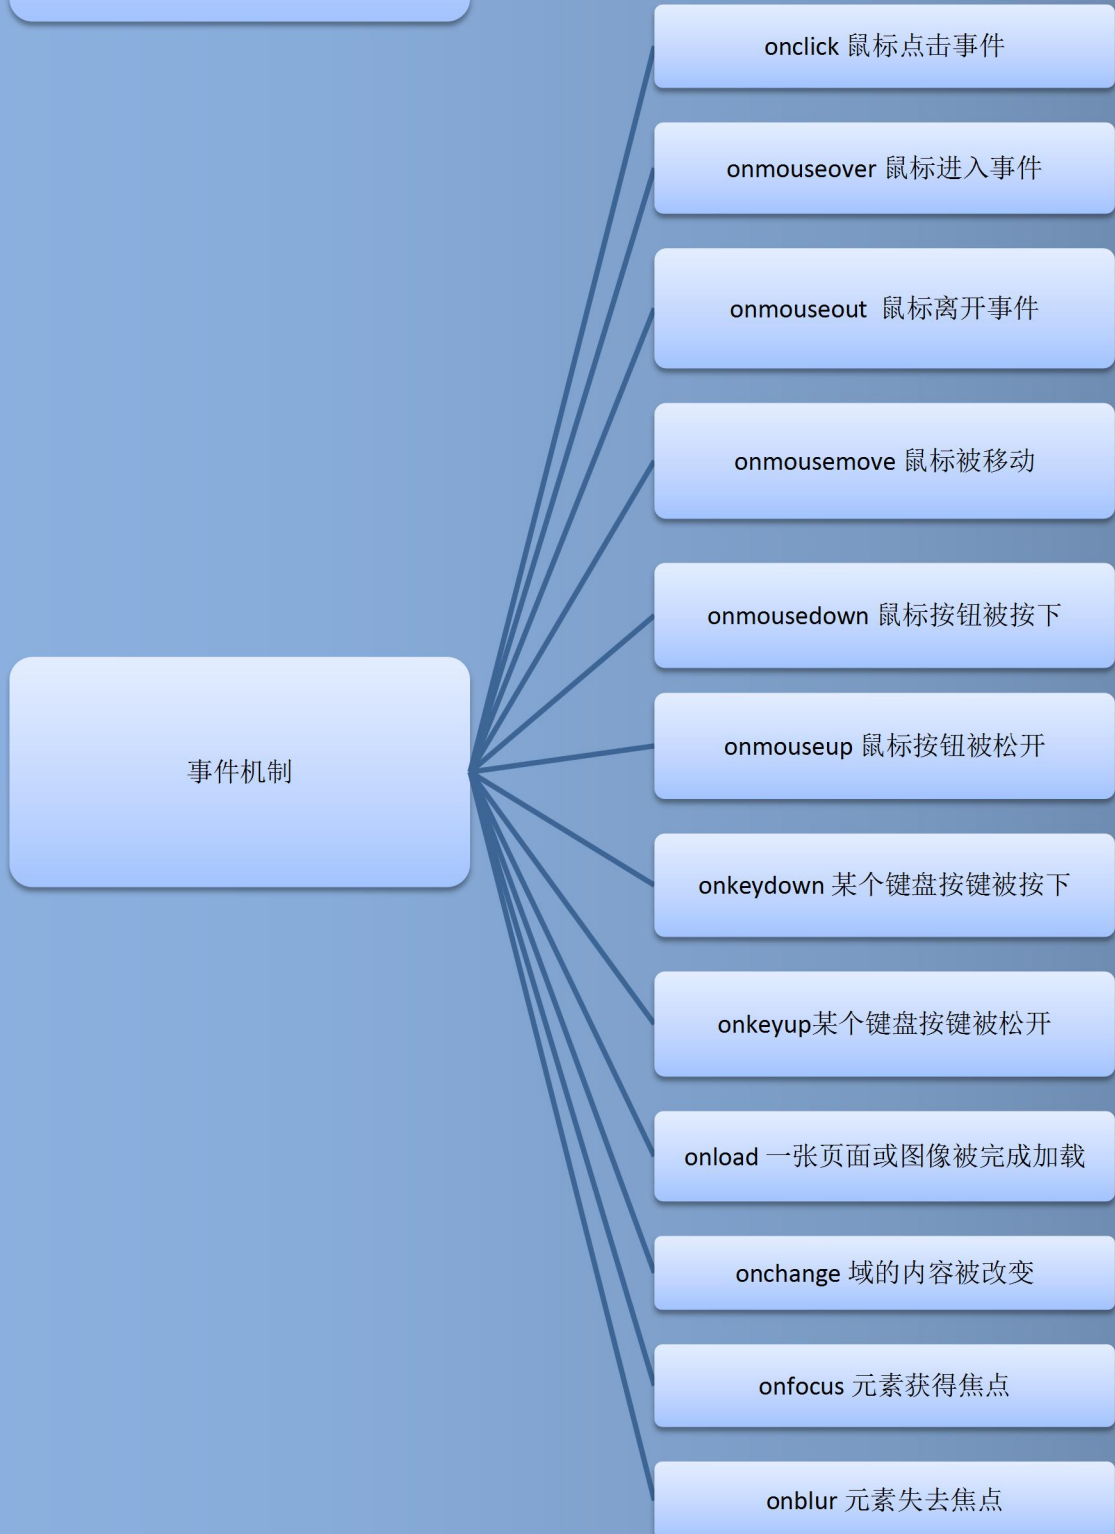 onclick 鼠标点击事件
onmouseover 鼠标进入事件
onmouseout 鼠标离开事件
onmousemove 鼠标被移动
onmousedown 鼠标按钮被按下
事件机制
onmouseup 鼠标按钮被松开
onkeydown 某个键盘按键被按下
onkeyup某个键盘按键被松开
onload 一张页面或图像被完成加载
onchange 域的内容被改变
onfocus 元素获得焦点
onblur 元素失去焦点